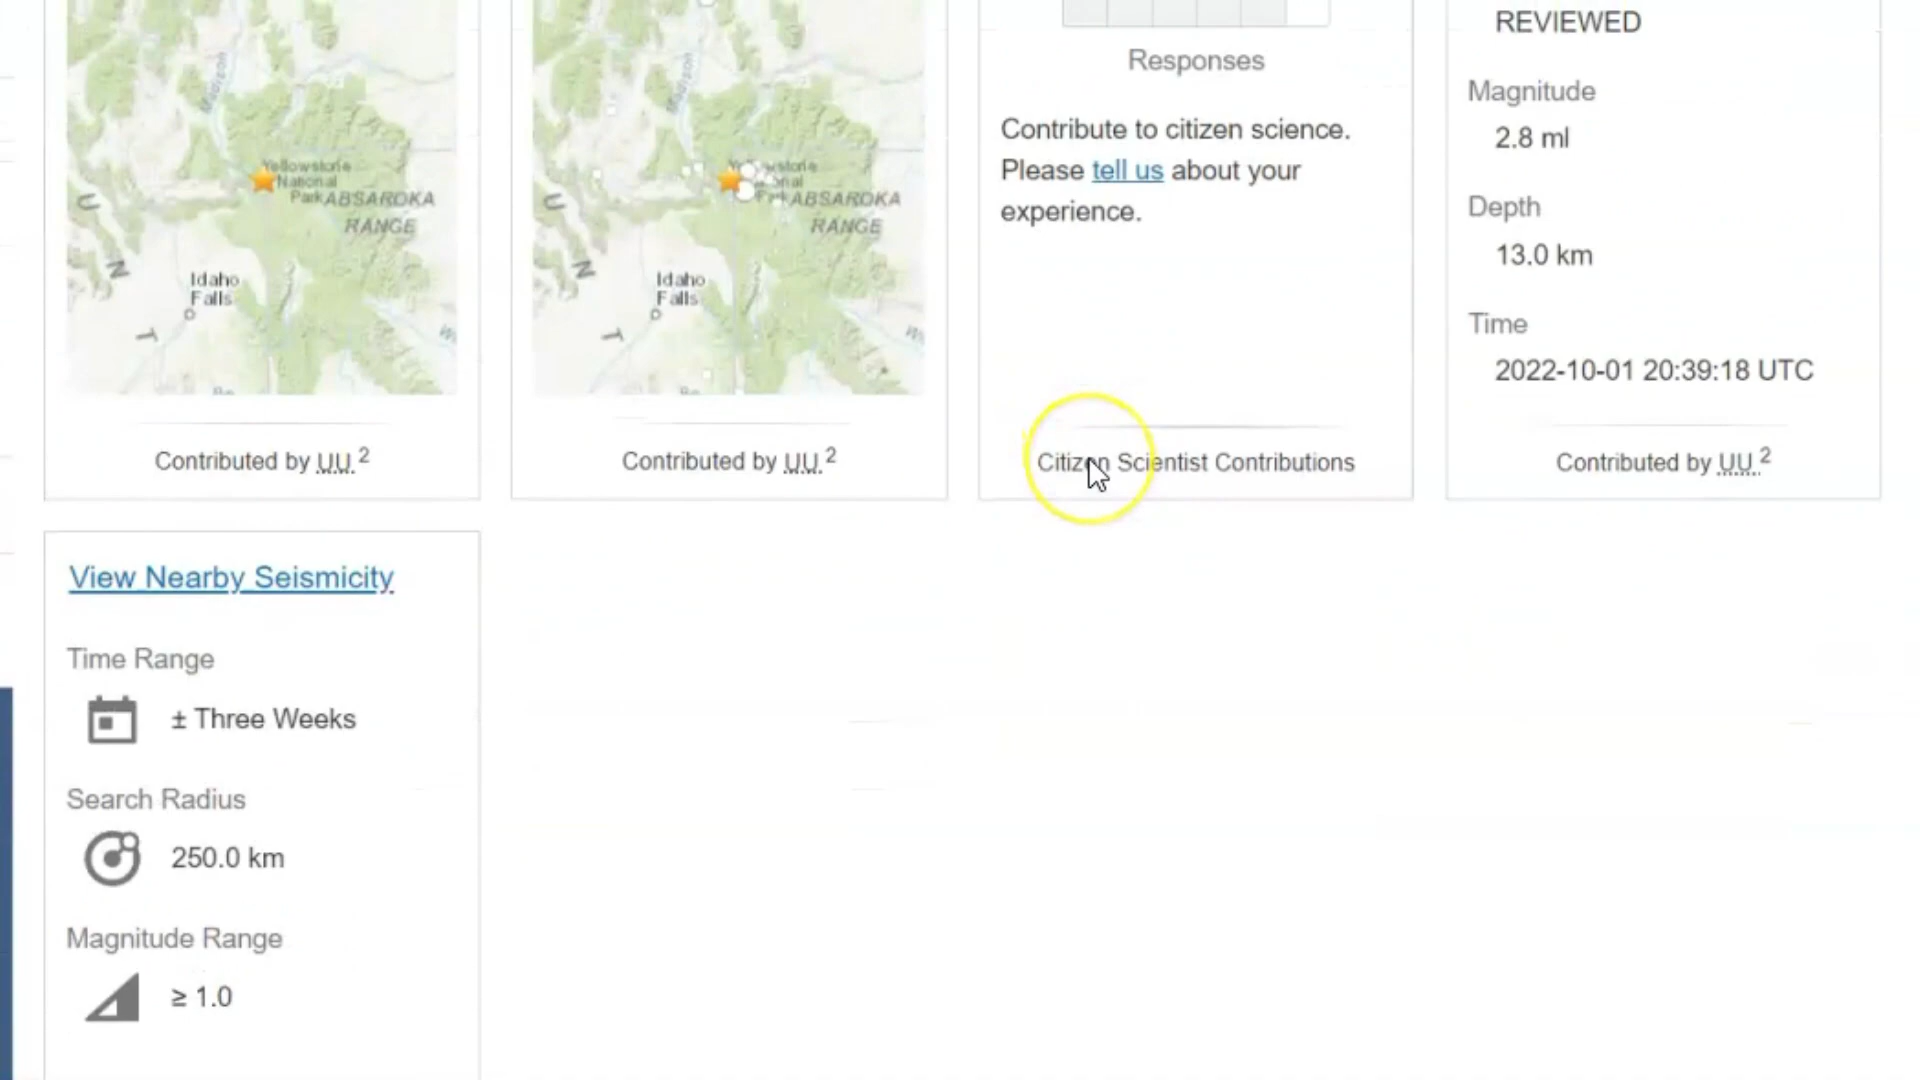 Madison
Yellowstone
National
Park
ABSAROKA
RANGE
Idaho
Falls
U
N
T
Contributed by UU.2
Madison
ABSAROKA
RANGE
Idaho
Falls
U
N
T
Contributed by UU.2
Responses
Contribute to citizen science.
Please tell us about your
experience.
Citizen Scientist Contributions
REVIEWED
Magnitude
2.8 ml
Depth
13.0 km
Time
2022-10-01 20:39:18 UTC
Contributed by UU.2
View Nearby Seismicity
Time Range
± Three Weeks
Search Radius
250.0 km
Magnitude Range
≥ 1.0